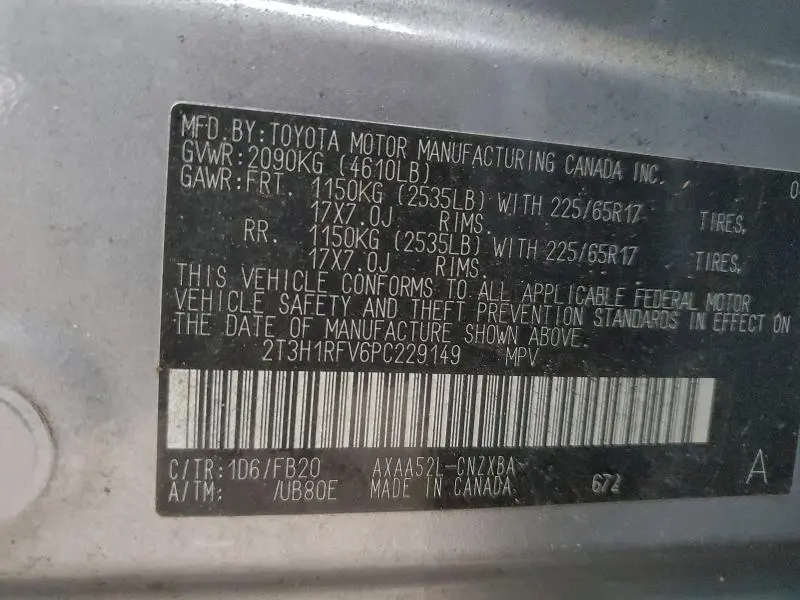 MFD.BY:TOYOTA MOTOR MANUFACTURING CANADA INC.
GVWR:2090KG (4610LB) 0
GAWR:FRT. 1150KG (2535LB) WITH 225/65R17 TIRES,
17X7.0J RIMS.
RR. 1150KG (2535LB) WITH 225/65R17 TIRES,
17X7.0J RIMS.
THIS VEHICLE CONFORMS TO ALL APPLICABLE FEDERAL MOTOR
VEHICLE SAFETY AND THEFT PREVENTION STANDARDS IN EFFECT ON
THE DATE OF MANUFACTURE SHOWN ABOVE.
2T3H1RFV6PC229149 MPV
C/TR:1D6/FB20 AXAA52L-CNZXBA
A/TM: /UB80E MADE IN CANADA 672 A